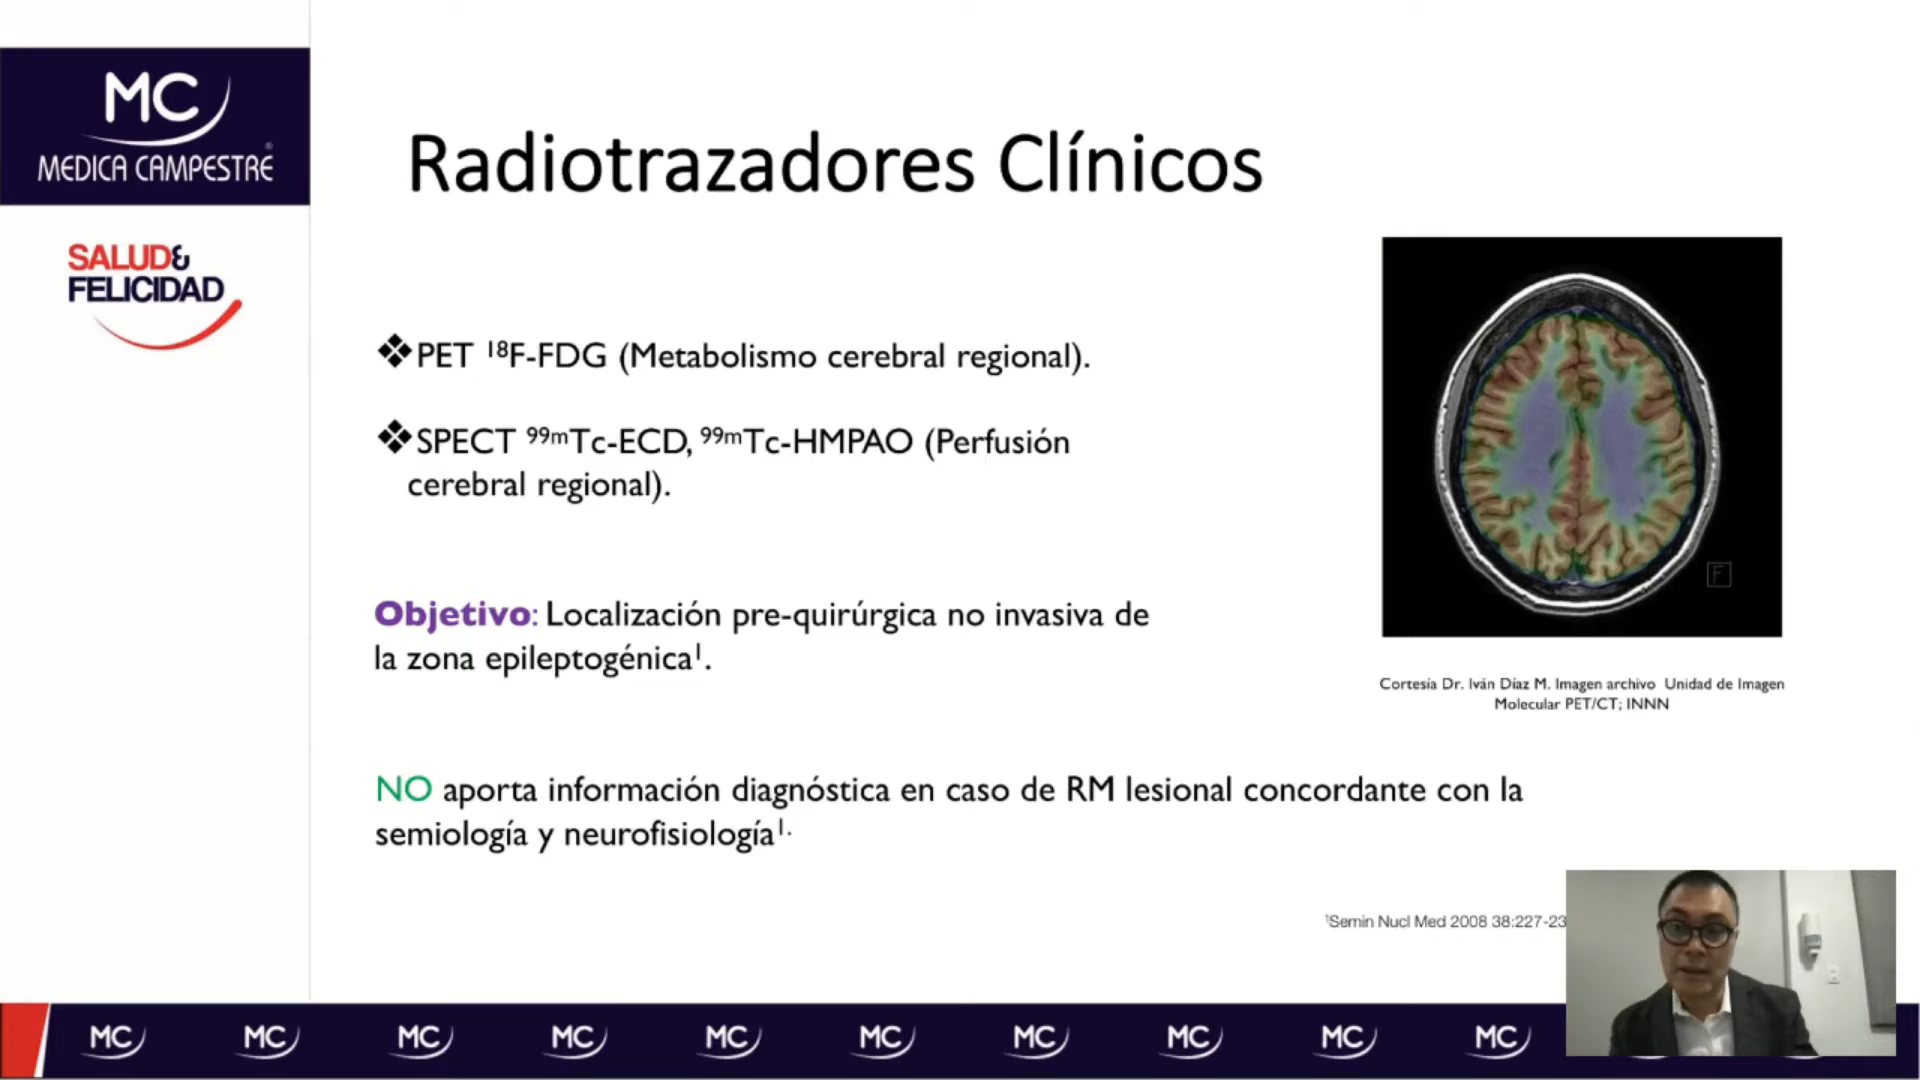 MC
MEDICA CAMPESTRE®
SALUD&
FELICIDAD
Radiotrazadores Clínicos
❖PET ¹⁸F-FDG (Metabolismo cerebral regional).
❖SPECT ⁹⁹ᵐTc-ECD, ⁹⁹ᵐTc-HMPAO (Perfusión
cerebral regional).
Objetivo: Localización pre-quirúrgica no invasiva de
la zona epileptogénica¹.
F
Cortesía Dr. Iván Díaz M. Imagen archivo Unidad de Imagen
Molecular PET/CT; INNN
NO aporta información diagnóstica en caso de RM lesional concordante con la
semiología y neurofisiología¹·
¹Semin Nucl Med 2008 38:227-23
MC MC MC MC MC MC MC MC MC MC